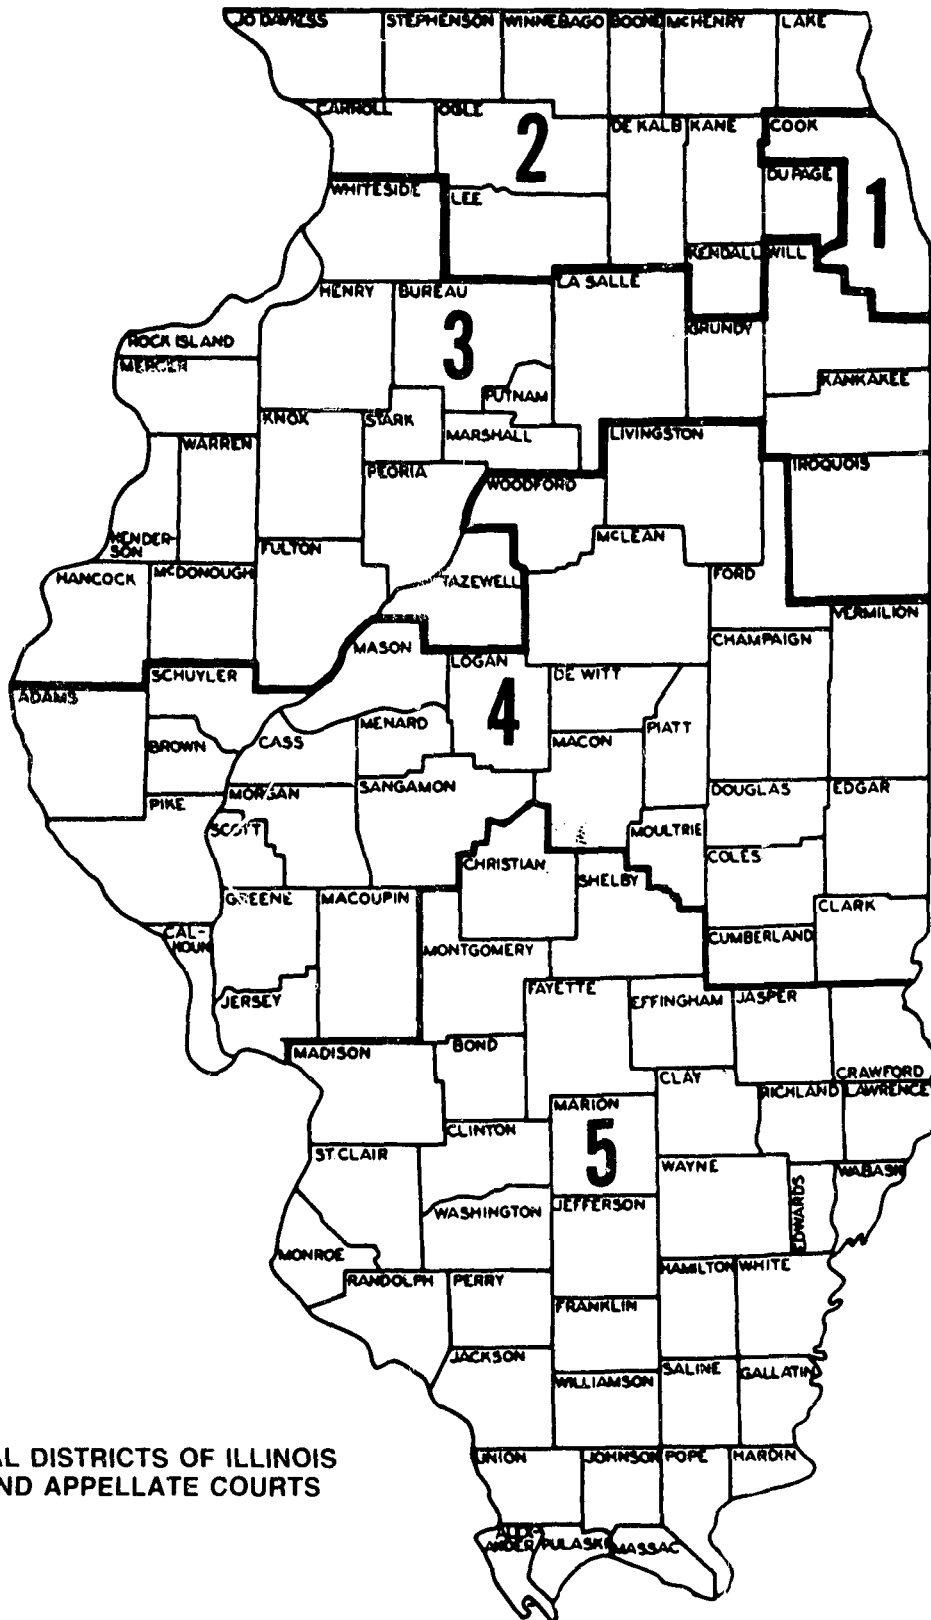 JO DAVIESS STEPHENSON WINNEBAGO BOONE McHENRY LAKE
CARROLL OGLE DE KALB KANE COOK
2
DU PAGE
1
WHITESIDE LEE
KENDALL WILL
HENRY BUREAU LA SALLE
3
GRUNDY
ROCK ISLAND
MERCER
KANKAKEE
PUTNAM
KNOX STARK
MARSHALL LIVINGSTON
WARREN
PEORIA IROQUOIS
WOODFORD
HENDER-
SON
McLEAN
FULTON
HANCOCK McDONOUGH TAZEWELL FORD
VERMILION
MASON CHAMPAIGN
LOGAN
SCHUYLER DE WITT
ADAMS
4
MENARD PIATT
BROWN CASS MACON
MORGAN SANGAMON DOUGLAS EDGAR
PIKE
SCOTT MOULTRIE
CHRISTIAN COLES
SHELBY
GREENE MACOUPIN CLARK
CAL-
HOUN
MONTGOMERY CUMBERLAND
FAYETTE
JERSEY EFFINGHAM JASPER
MADISON BOND
CLAY CRAWFORD
RICHLAND LAWRENCE
MARION
CLINTON
5
ST CLAIR
WAYNE WABASH
EDWARDS
WASHINGTON JEFFERSON
MONROE
HAMILTON WHITE
RANDOLPH PERRY
FRANKLIN
JACKSON
SALINE GALLATIN
WILLIAMSON
UNION JOHNSON POPE HARDIN
ALEX-
ANDER PULASKI MASSAC
AL DISTRICTS OF ILLINOIS
ND APPELLATE COURTS